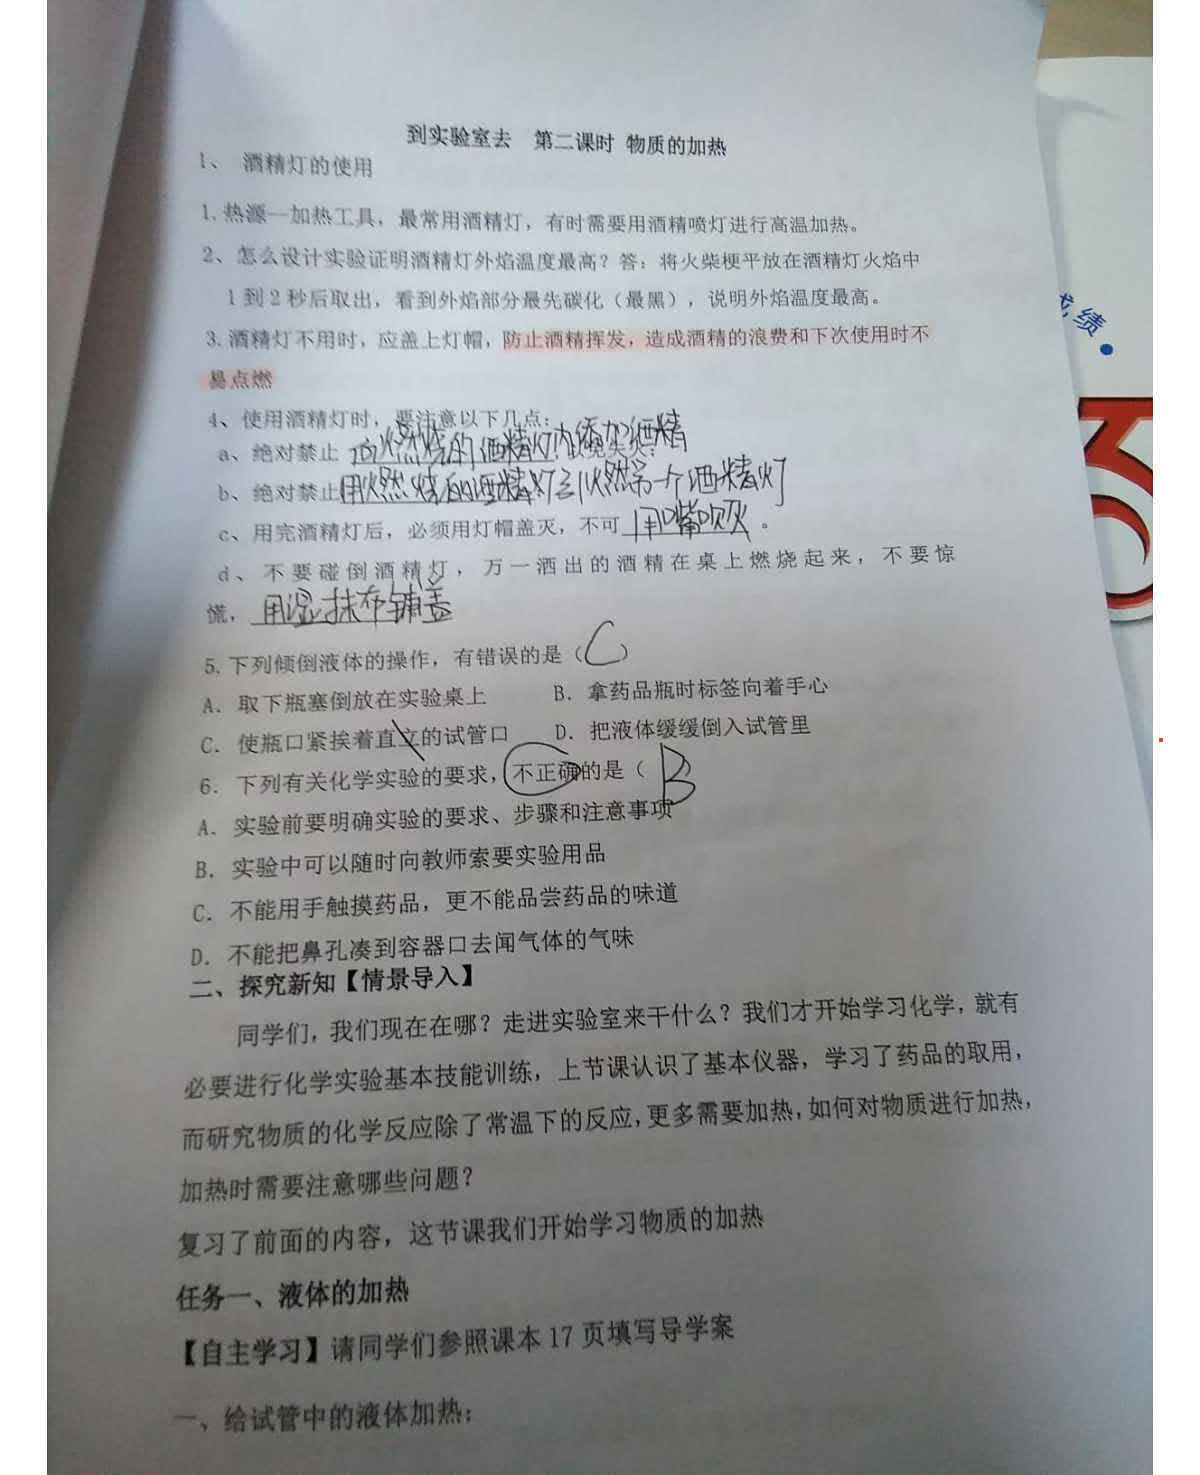 到实验室去 第二课时 物质的加热
1、 酒精灯的使用
1.热源--加热工具，最常用酒精灯，有时需要用酒精喷灯进行高温加热。
2、怎么设计实验证明酒精灯外焰温度最高？答：将火柴梗平放在酒精灯火焰中
1到2秒后取出，看到外焰部分最先碳化（最黑），说明外焰温度最高。
3.酒精灯不用时，应盖上灯帽，防止酒精挥发，造成酒精的浪费和下次使用时不
易点燃
4、使用酒精灯时，要注意以下几点：
a、绝对禁止 向燃烧的酒精灯内添加酒精
b、绝对禁止用燃烧的酒精灯引燃另一个酒精灯
c、用完酒精灯后，必须用灯帽盖灭，不可 用嘴吹灭 。
d、不要碰倒酒精灯，万一洒出的酒精在桌上燃烧起来，不要惊
慌， 用湿抹布铺盖
5.下列倾倒液体的操作，有错误的是（C）
A．取下瓶塞倒放在实验桌上 B．拿药品瓶时标签向着手心
C．使瓶口紧挨着直立的试管口 D．把液体缓缓倒入试管里
6．下列有关化学实验的要求，不正确的是（B）
A．实验前要明确实验的要求、步骤和注意事项
B．实验中可以随时向教师索要实验用品
C．不能用手触摸药品，更不能品尝药品的味道
D．不能把鼻孔凑到容器口去闻气体的气味
二、探究新知【情景导入】
同学们，我们现在在哪？走进实验室来干什么？我们才开始学习化学，就有
必要进行化学实验基本技能训练，上节课认识了基本仪器，学习了药品的取用，
而研究物质的化学反应除了常温下的反应，更多需要加热，如何对物质进行加热，
加热时需要注意哪些问题？
复习了前面的内容，这节课我们开始学习物质的加热
任务一、液体的加热
【自主学习】请同学们参照课本17页填写导学案
一、给试管中的液体加热：
成绩